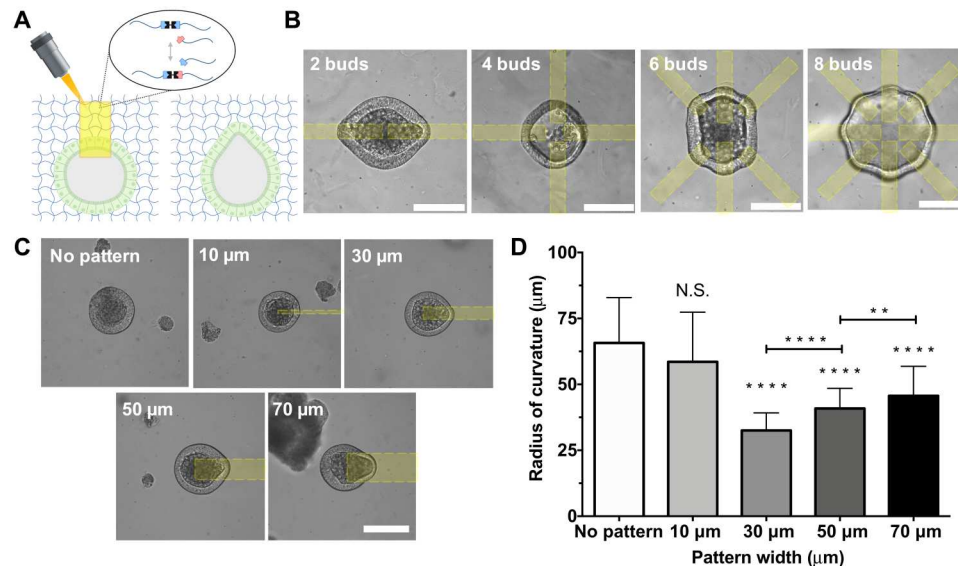 A
B
2 buds
4 buds
6 buds
8 buds
C
No pattern
10 µm
30 µm
50 µm
70 µm
D
Radius of curvature (µm)
100
75
50
25
0
N.S.
* * * *
* * * *
* * * *
* *
* * * *
No pattern
10 µm
30 µm
50 µm
70 µm
Pattern width (µm)